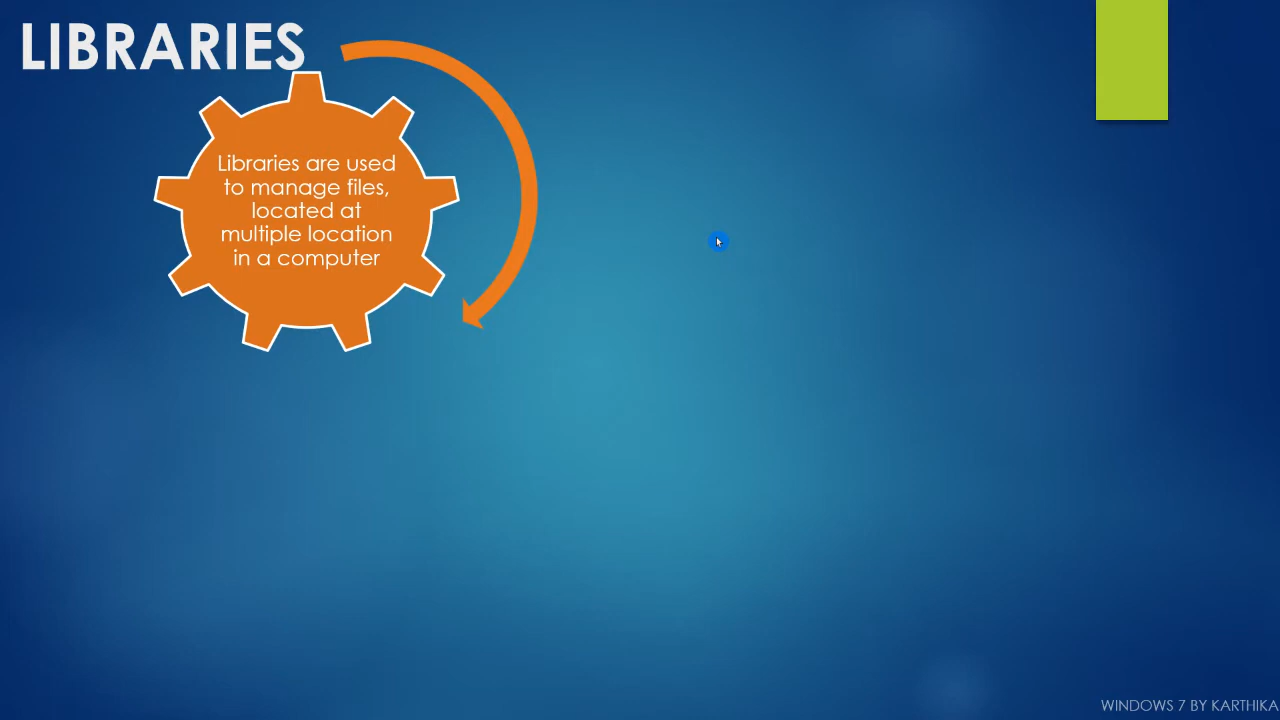 LIBRARIES
Libraries are used
to manage files,
located at
multiple location
in a computer
WINDOWS 7 BY KARTHIKA